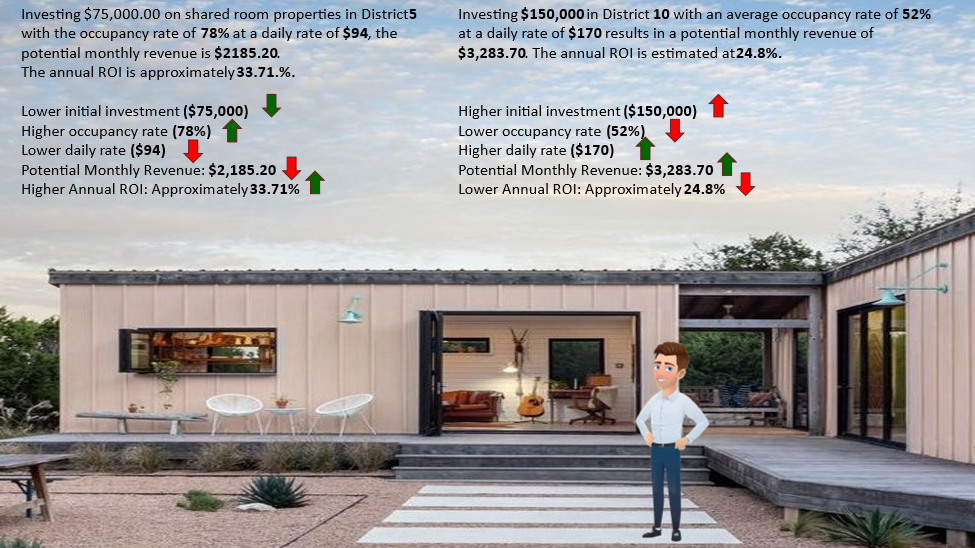 Investing $75,000.00 on shared room properties in District5
with the occupancy rate of 78% at a daily rate of $94, the
potential monthly revenue is $2185.20.
The annual ROI is approximately 33.71.%.
Lower initial investment ($75,000)
Higher occupancy rate (78%)
Lower daily rate ($94)
Potential Monthly Revenue: $2,185.20
Higher Annual ROI: Approximately 33.71%
Investing $150,000 in District 10 with an average occupancy rate of 52%
at a daily rate of $170 results in a potential monthly revenue of
$3,283.70. The annual ROI is estimated at 24.8%.
Higher initial investment ($150,000)
Lower occupancy rate (52%)
Higher daily rate ($170)
Potential Monthly Revenue: $3,283.70
Lower Annual ROI: Approximately 24.8%